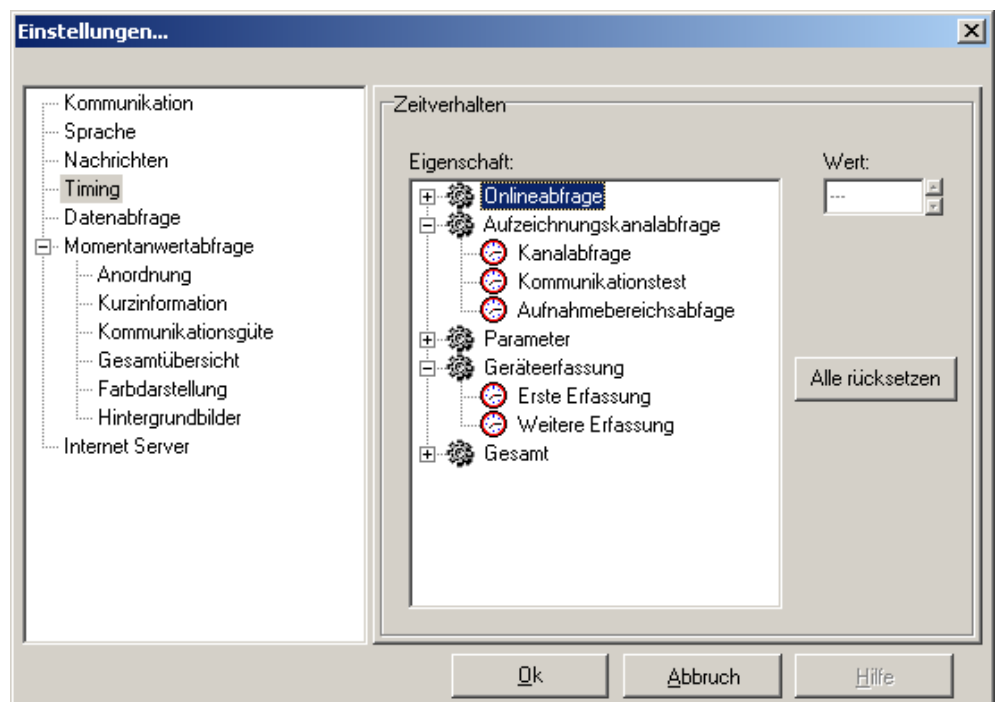 Einstellungen...
Kommunikation
Sprache
Nachrichten
Timing
Datenabfrage
Momentanwertabfrage
Anordnung
Kurzinformation
Kommunikationsgüte
Gesamtübersicht
Farbdarstellung
Hintergrundbilder
Internet Server
Zeitverhalten
Eigenschaft:
Onlineabfrage
Aufzeichnungskanalabfrage
Kanalabfrage
Kommunikationstest
Aufnahmebereichsabfage
Parameter
Geräteerfassung
Erste Erfassung
Weitere Erfassung
Gesamt
Wert:
---
Alle rücksetzen
Ok
Abbruch
Hilfe